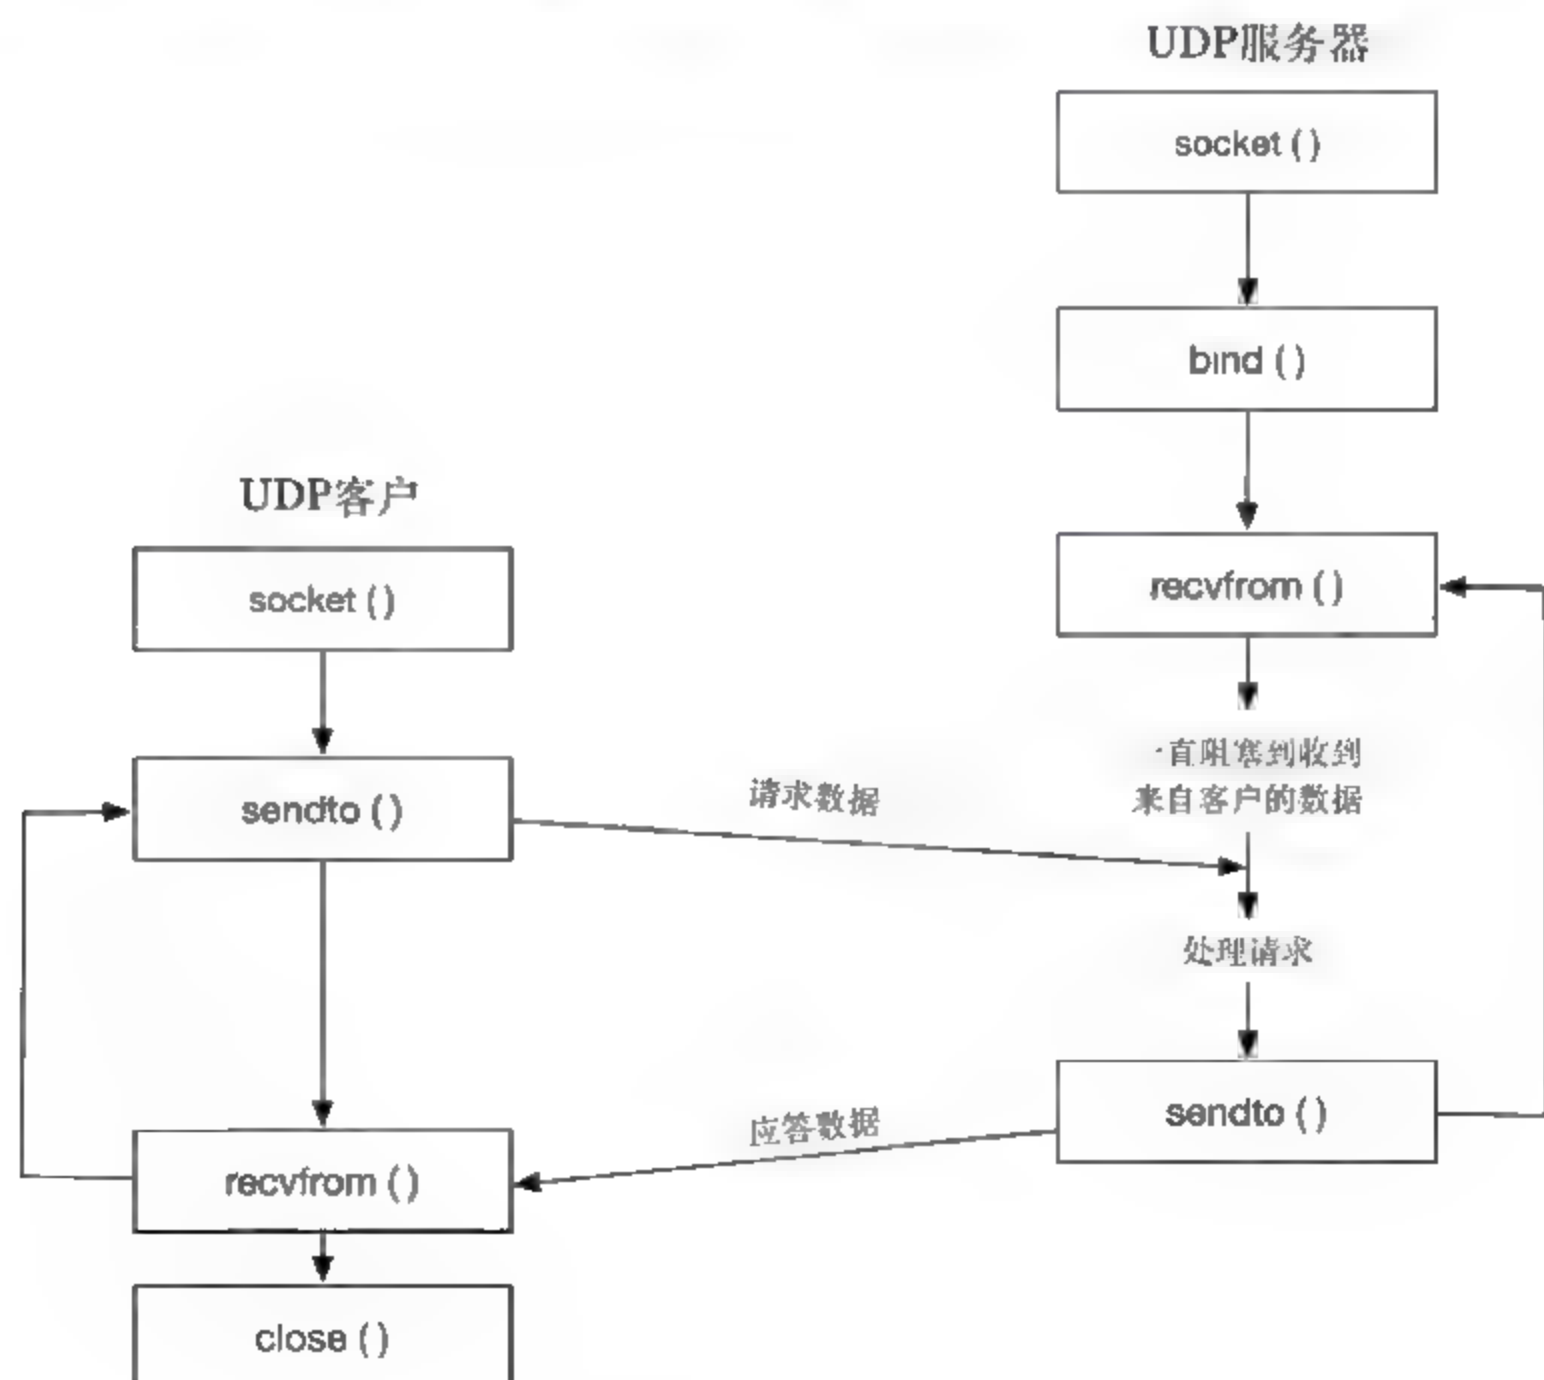 UDP服务器
socket ( )
bind ( )
recvfrom ( )
一直阻塞到收到
来自客户的数据
处理请求
sendto ( )
UDP客户
socket ( )
sendto ( )
请求数据
应答数据
recvfrom ( )
close ( )